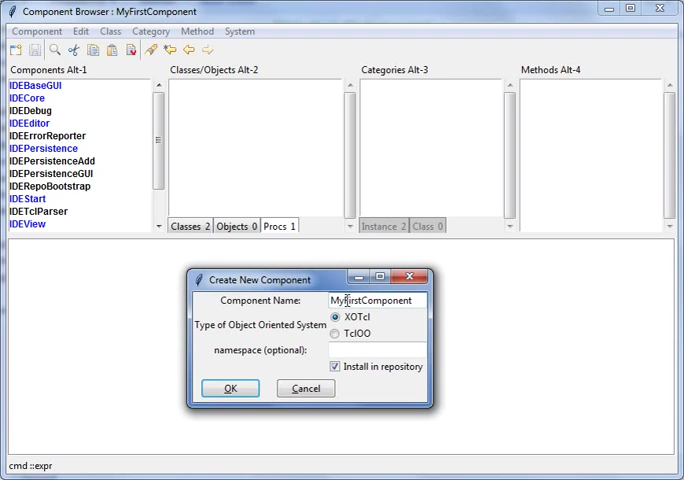 Component Browser : MyFirstComponent
Component Edit Class Category Method System
Components Alt-1 Classes/Objects Alt-2 Categories Alt-3 Methods Alt-4
IDEBaseGUI
IDECore
IDEDebug
IDEEditor
IDEErrorReporter
IDEPersistence
IDEPersistenceAdd
IDEPersistenceGUI
IDERepoBootstrap
IDEStart
IDETclParser
IDEView
Classes 2 Objects 0 Procs 1 Instance 2 Class 0
Create New Component
Component Name: MyFirstComponent
Type of Object Oriented System
XOTcl
TclOO
namespace (optional):
Install in repository
OK Cancel
cmd ::expr